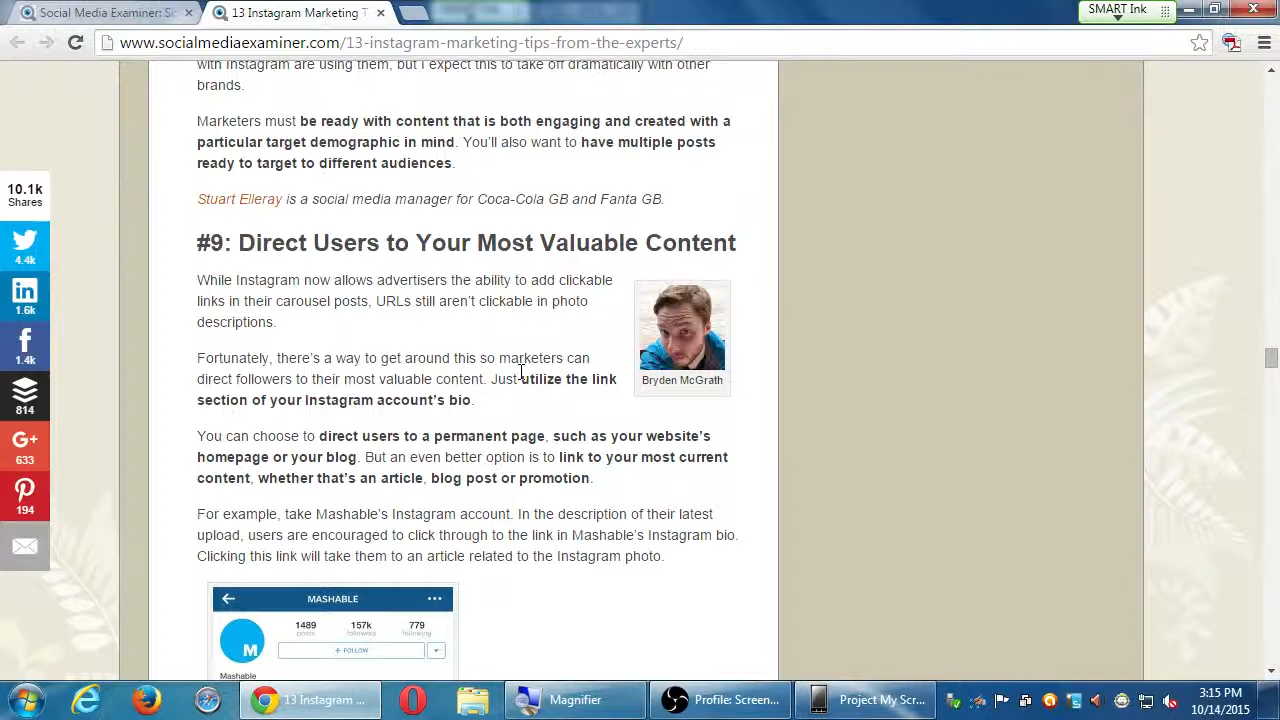 Social Media Examiner: S
13 Instagram Marketing T
SMART Ink
www.socialmediaexaminer.com/13-instagram-marketing-tips-from-the-experts/
with Instagram are using them, but I expect this to take off dramatically with other
brands.
Marketers must be ready with content that is both engaging and created with a
particular target demographic in mind. You'll also want to have multiple posts
ready to target to different audiences.
Stuart Elleray is a social media manager for Coca-Cola GB and Fanta GB.
#9: Direct Users to Your Most Valuable Content
While Instagram now allows advertisers the ability to add clickable
links in their carousel posts, URLs still aren't clickable in photo
descriptions.
Fortunately, there's a way to get around this so marketers can
direct followers to their most valuable content. Just utilize the link
section of your Instagram account's bio.
Bryden McGrath
You can choose to direct users to a permanent page, such as your website's
homepage or your blog. But an even better option is to link to your most current
content, whether that's an article, blog post or promotion.
For example, take Mashable's Instagram account. In the description of their latest
upload, users are encouraged to click through to the link in Mashable's Instagram bio.
Clicking this link will take them to an article related to the Instagram photo.
MASHABLE
1489
157k
779
posts
followers
following
M
+ FOLLOW
Mashable
10.1k
Shares
4.4k
1.6k
1.4k
814
G+
633
194
13 Instagram ...
Magnifier
Profile: Screen...
Project My Scr...
3:15 PM
10/14/2015